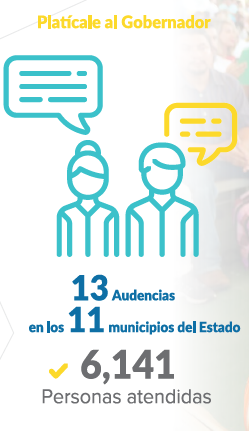 Platícale al Gobernador
13 Audencias
en los 11 municipios del Estado
6,141
Personas atendidas